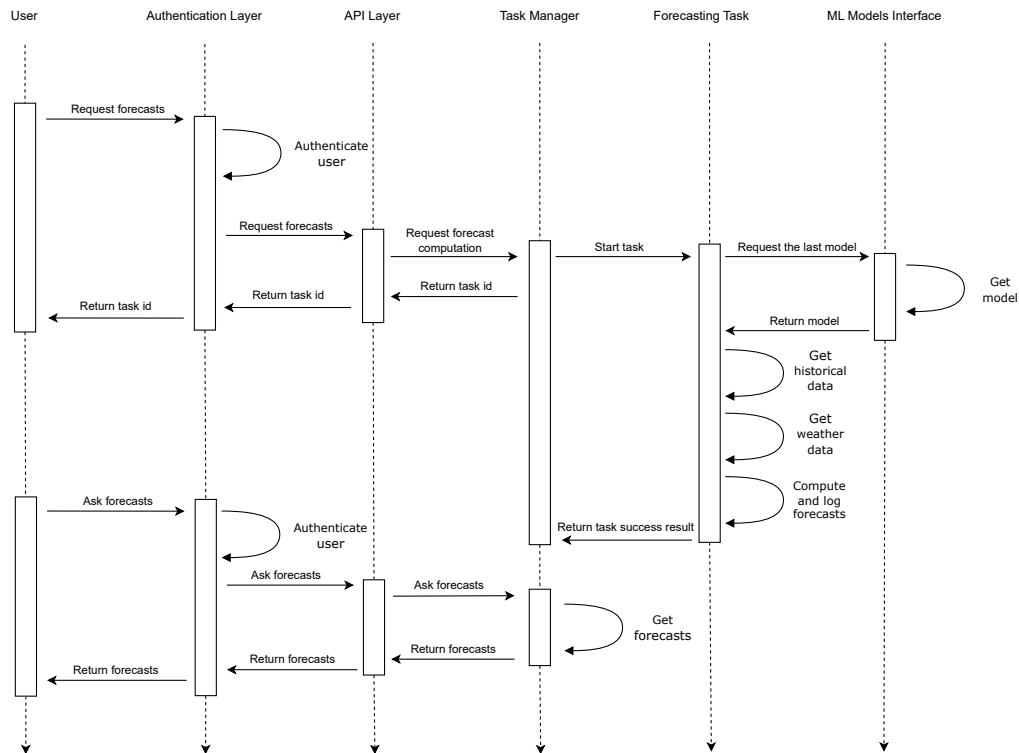 User
Authentication Layer
API Layer
Task Manager
Forecasting Task
ML Models Interface
Request forecasts
Authenticate
user
Request forecasts
Request forecast
computation
Start task
Request the last model
Get
model
Return task id
Return task id
Return task id
Return model
Get
historical
data
Get
weather
data
Compute
and log
forecasts
Return task success result
Ask forecasts
Authenticate
user
Ask forecasts
Ask forecasts
Get
forecasts
Return forecasts
Return forecasts
Return forecasts